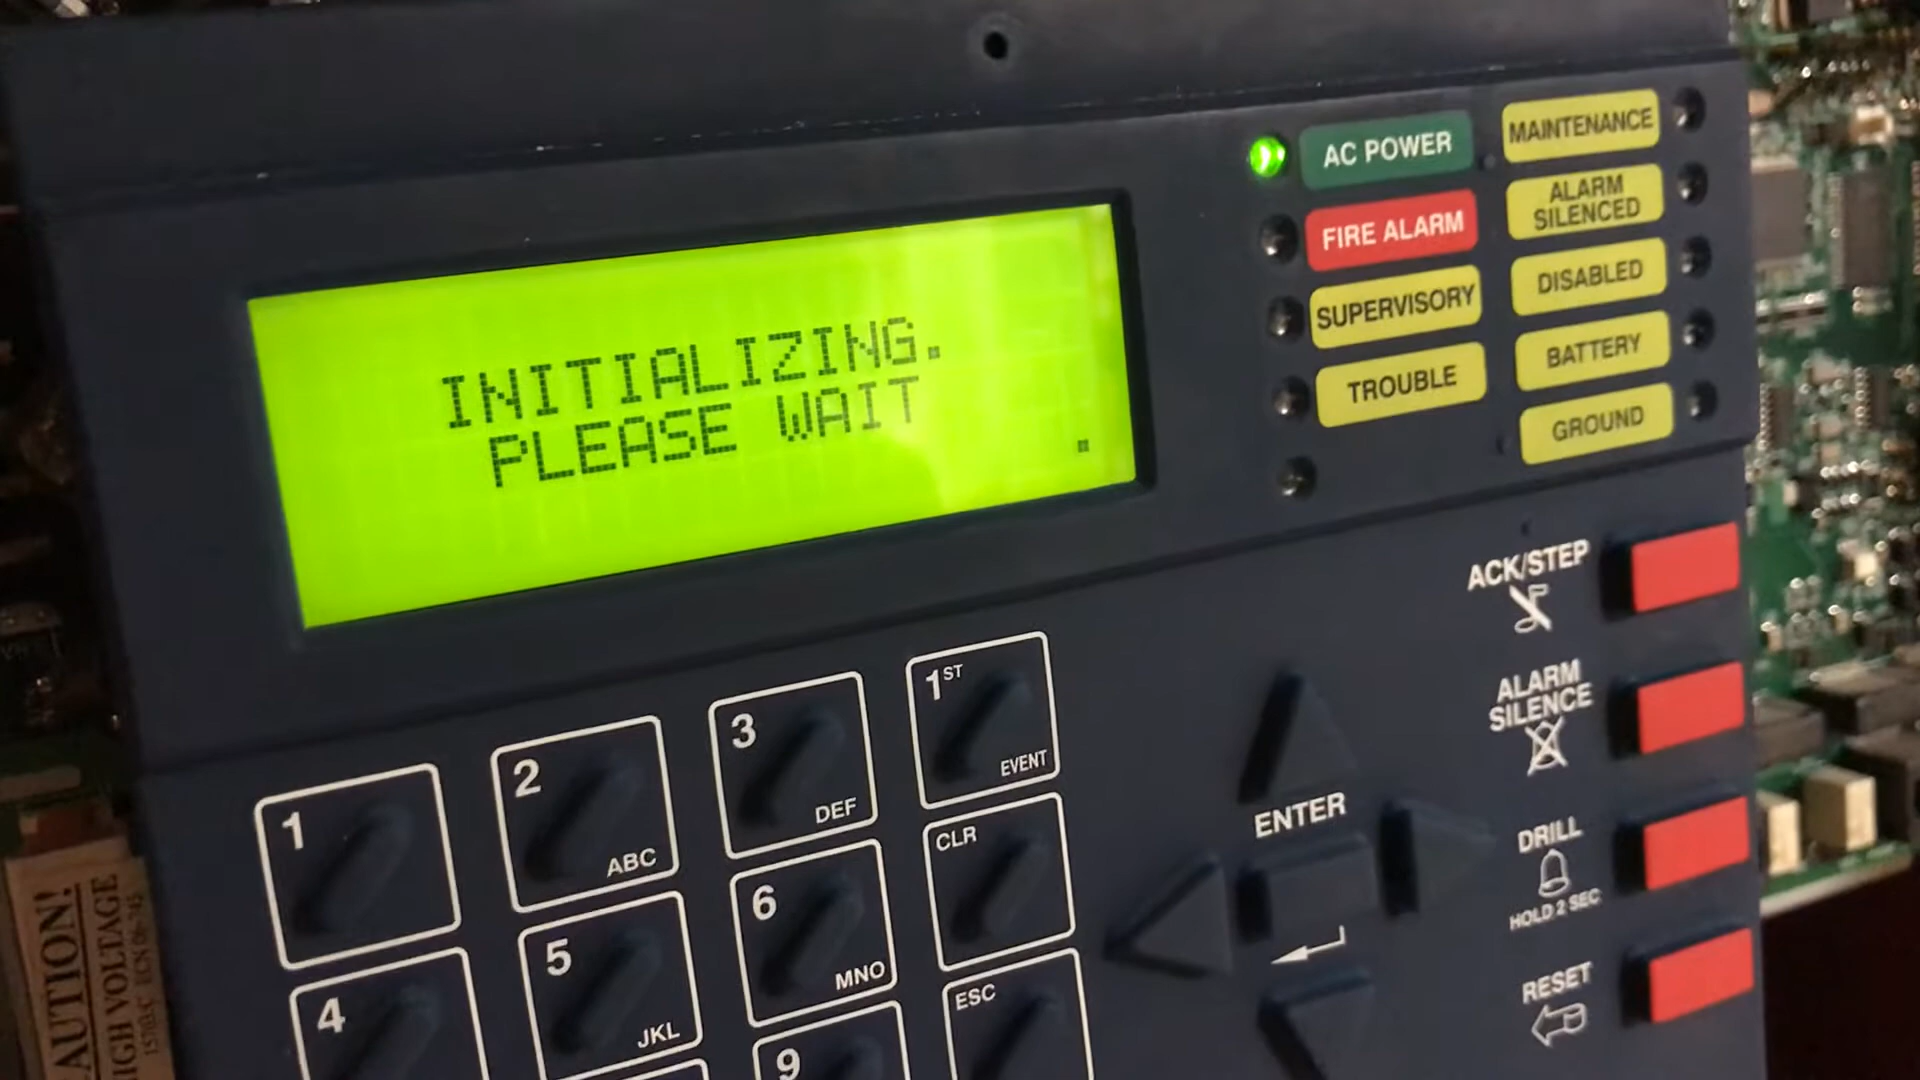 INITIALIZING.
PLEASE WAIT
.
AC POWER
FIRE ALARM
SUPERVISORY
TROUBLE
MAINTENANCE
ALARM
SILENCED
DISABLED
BATTERY
GROUND
ACK/STEP
ALARM
SILENCE
DRILL
HOLD 2 SEC
RESET
1
2
ABC
3
DEF
1ST
EVENT
4
5
JKL
6
MNO
CLR
9
ESC
ENTER
AUTION!
HIGH VOLTAGE